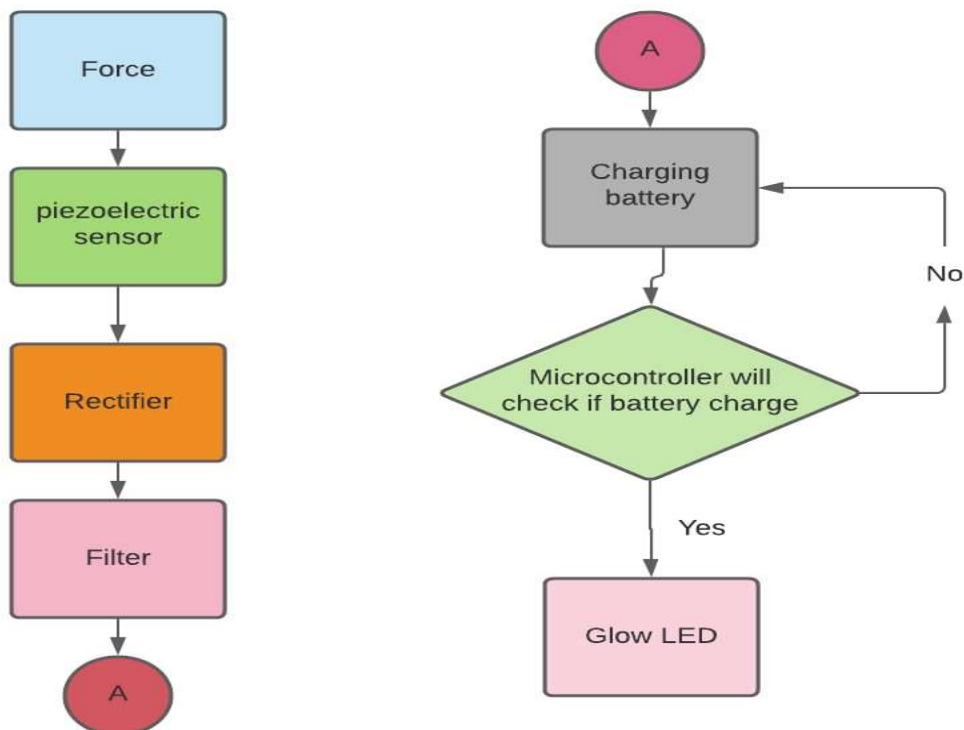 Force
piezoelectric
sensor
Rectifier
Filter
A
A
Charging
battery
No
Microcontroller will
check if battery charge
Yes
Glow LED